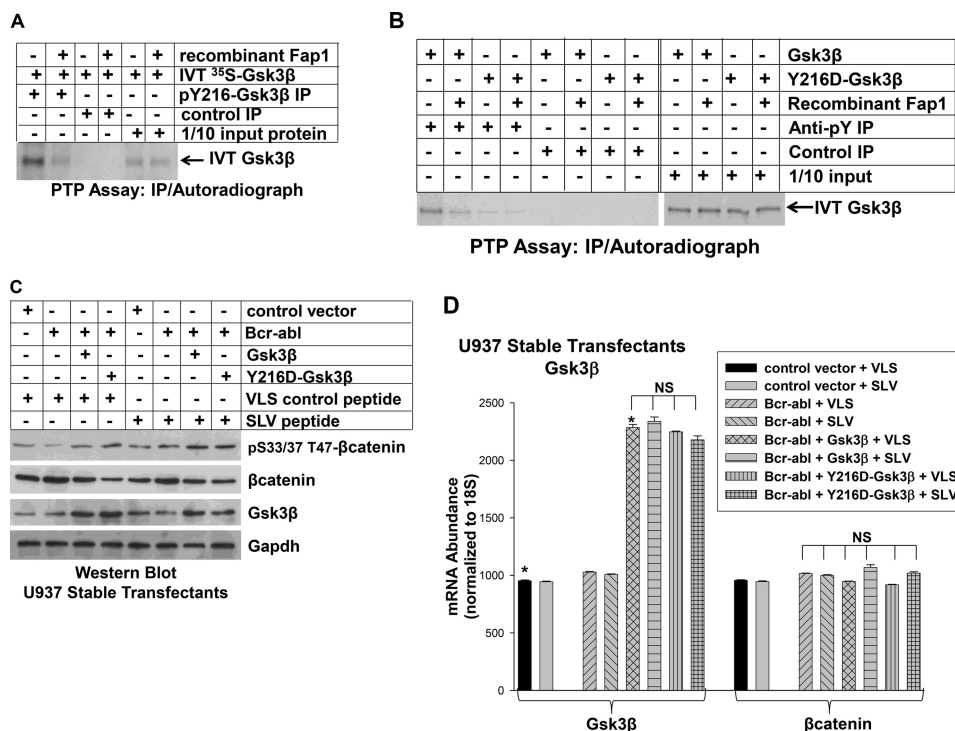 A
- + - + - + recombinant Fap1
+ + + + + + IVT 35S-Gsk3β
+ + - - - - pY216-Gsk3β IP
- - + + - - control IP
- - - - + + 1/10 input protein
IVT Gsk3β
PTP Assay: IP/Autoradiograph
B
+ + - - + + - - + + - - Gsk3β
- - + + - - + + - - + + Y216D-Gsk3β
- + - + - + - + - + - + Recombinant Fap1
+ + + + - - - - - - - - Anti-pY IP
- - - - + + + + - - - - Control IP
- - - - - - - - + + + + 1/10 input
IVT Gsk3β
PTP Assay: IP/Autoradiograph
C
+ - - - + - - - control vector
- + + + - + + + Bcr-abl
- - + - - - + - Gsk3β
- - - + - - - + Y216D-Gsk3β
+ + + + - - - - VLS control peptide
- - - - + + + + SLV peptide
pS33/37 T47-βcatenin
βcatenin
Gsk3β
Gapdh
Western Blot
U937 Stable Transfectants
D
U937 Stable Transfectants
Gsk3β
control vector + VLS
control vector + SLV
Bcr-abl + VLS
Bcr-abl + SLV
Bcr-abl + Gsk3β + VLS
Bcr-abl + Gsk3β + SLV
Bcr-abl + Y216D-Gsk3β + VLS
Bcr-abl + Y216D-Gsk3β + SLV
NS
*
NS
*
mRNA Abundance
(normalized to 18S)
2500
2000
1500
1000
500
0
Gsk3β
βcatenin